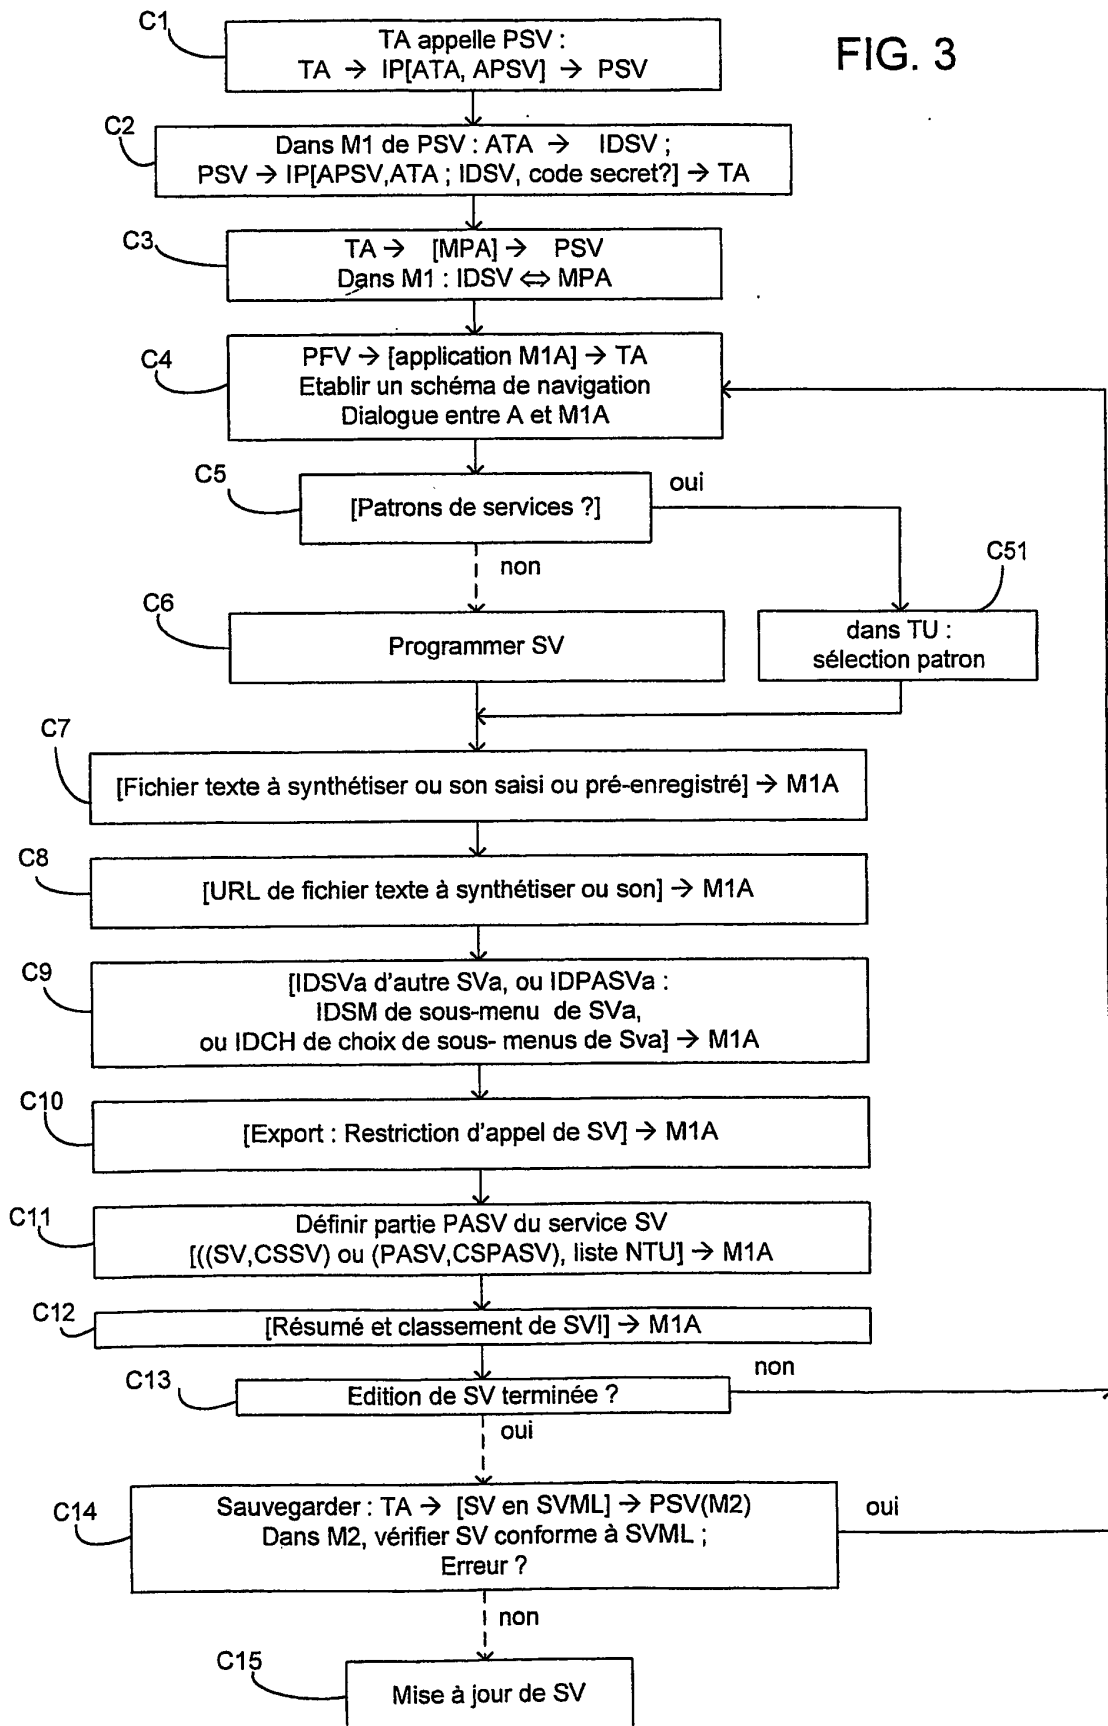 FIG. 3
C1
TA appelle PSV :
TA → IP[ATA, APSV] → PSV
C2
Dans M1 de PSV : ATA → IDSV ;
PSV → IP[APSV,ATA ; IDSV, code secret?] → TA
C3
TA → [MPA] → PSV
Dans M1 : IDSV ⇔ MPA
C4
PFV → [application M1A] → TA
Etablir un schéma de navigation
Dialogue entre A et M1A
C5
[Patrons de services ?]
oui
non
C51
dans TU :
sélection patron
C6
Programmer SV
C7
[Fichier texte à synthétiser ou son saisi ou pré-enregistré] → M1A
C8
[URL de fichier texte à synthétiser ou son] → M1A
C9
[IDSVa d'autre SVa, ou IDPASVa :
IDSM de sous-menu de SVa,
ou IDCH de choix de sous- menus de Sva] → M1A
C10
[Export : Restriction d'appel de SV] → M1A
C11
Définir partie PASV du service SV
[((SV,CSSV) ou (PASV,CSPASV), liste NTU] → M1A
C12
[Résumé et classement de SVI] → M1A
C13
Edition de SV terminée ?
non
oui
C14
Sauvegarder : TA → [SV en SVML] → PSV(M2)
Dans M2, vérifier SV conforme à SVML ;
Erreur ?
oui
non
C15
Mise à jour de SV